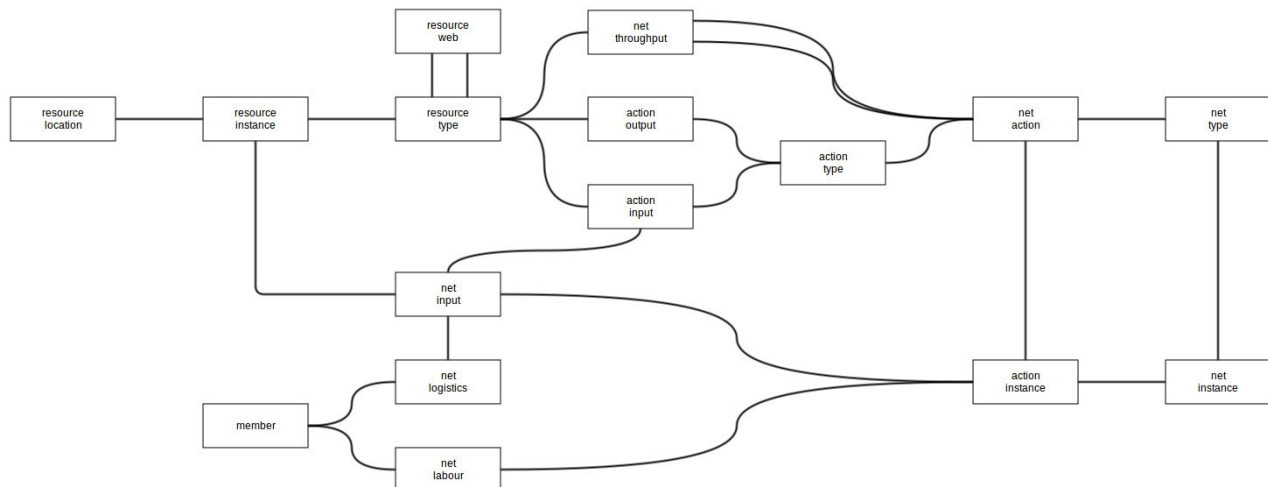 resource
web
net
throughput
resource
location
resource
instance
resource
type
action
output
net
action
net
type
action
type
action
input
net
input
net
logistics
action
instance
net
instance
member
net
labour